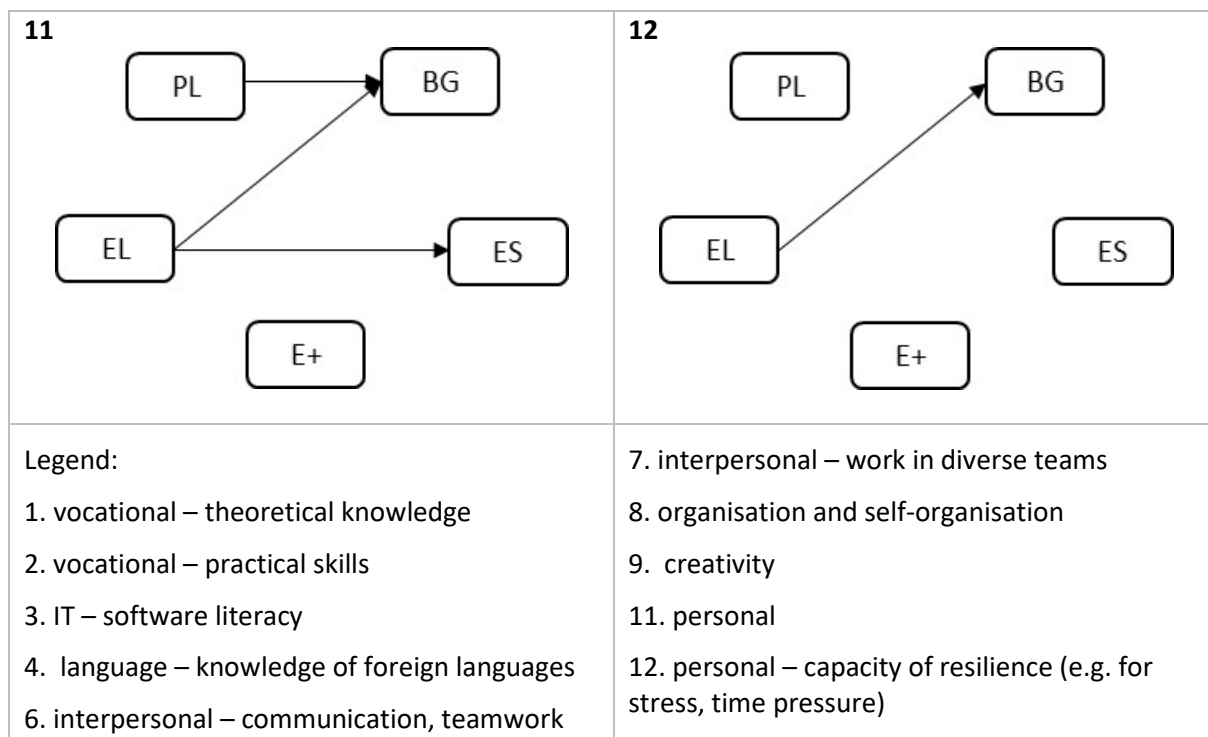 11
PL
BG
EL
ES
E+
12
PL
BG
EL
ES
E+
Legend:
1. vocational – theoretical knowledge
2. vocational – practical skills
3. IT – software literacy
4.  language – knowledge of foreign languages
6. interpersonal – communication, teamwork
7. interpersonal – work in diverse teams
8. organisation and self-organisation
9.  creativity
11. personal
12. personal – capacity of resilience (e.g. for
stress, time pressure)